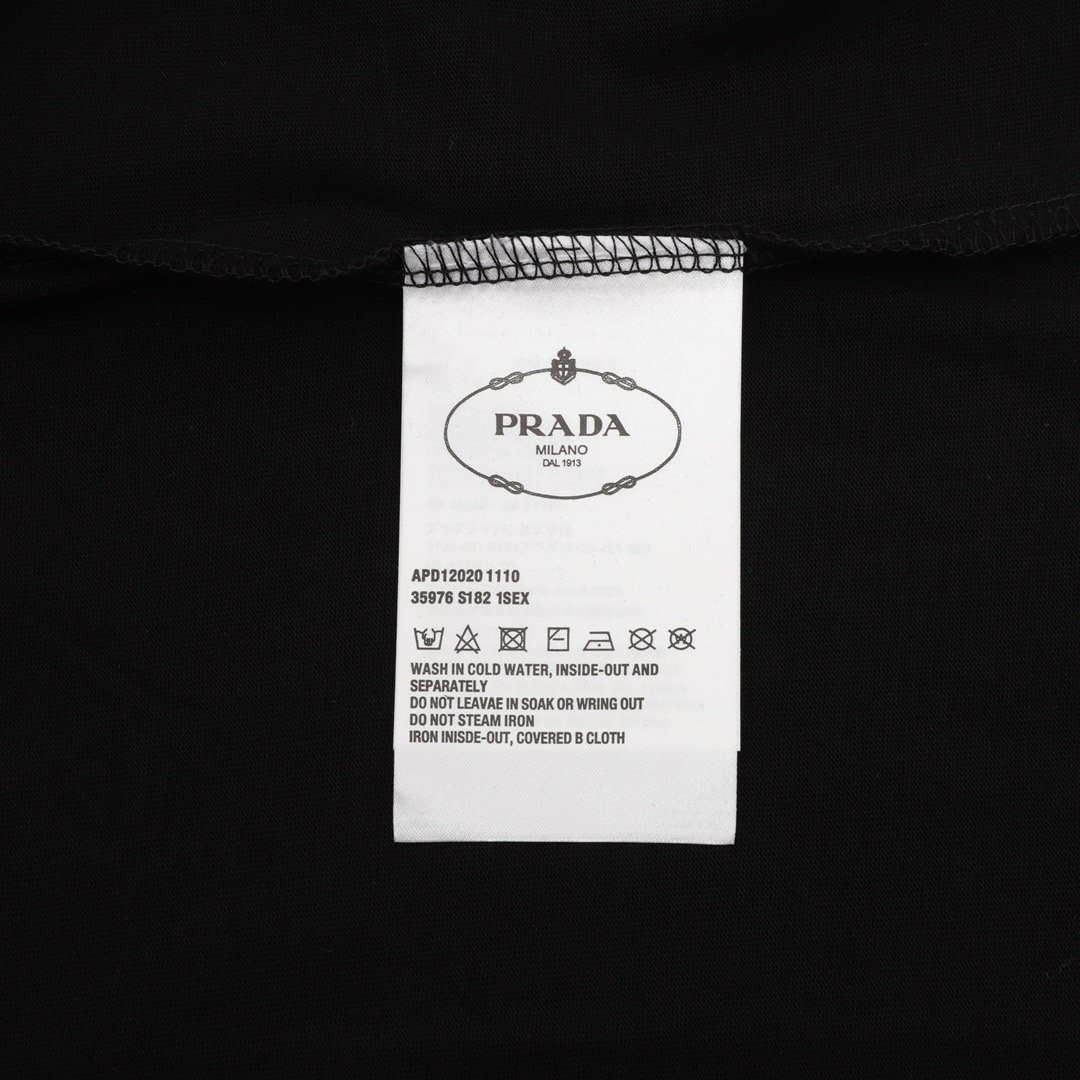 PRADA
MILANO
DAL 1913
APD12020 1110
35976 S182 1SEX
WASH IN COLD WATER, INSIDE-OUT AND
SEPARATELY
DO NOT LEAVAE IN SOAK OR WRING OUT
DO NOT STEAM IRON
IRON INISDE-OUT, COVERED B CLOTH